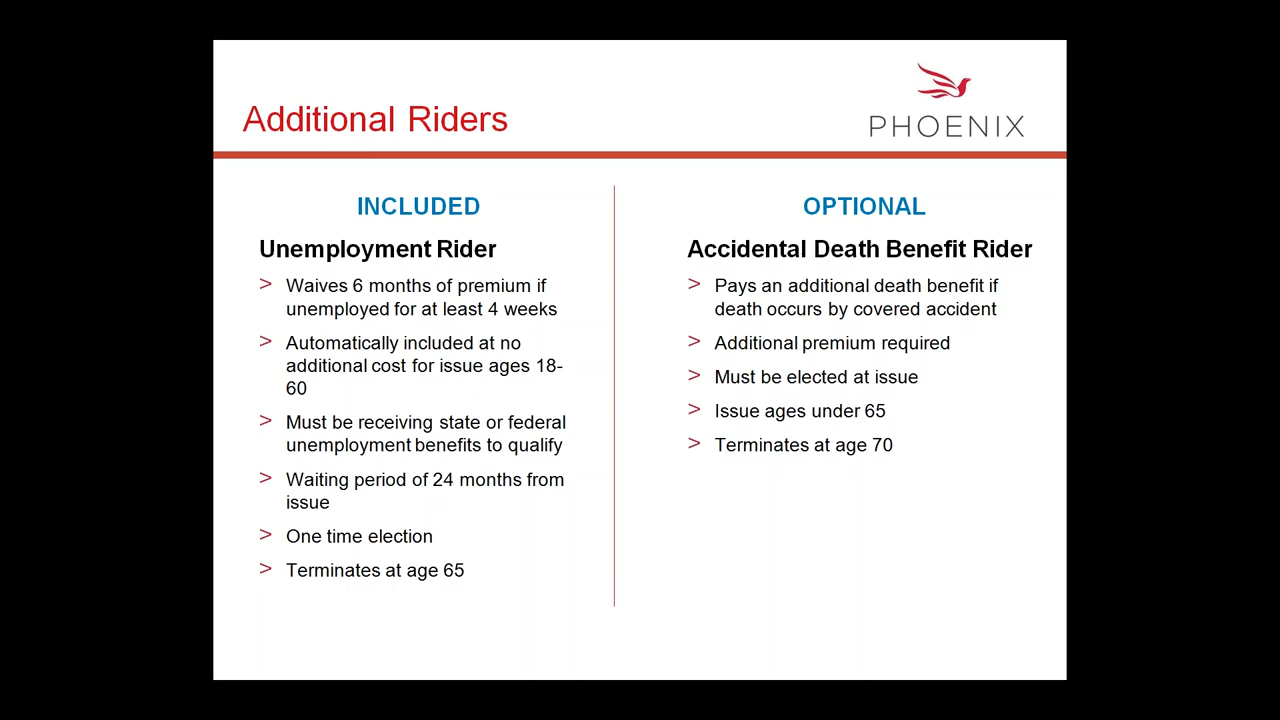 Additional Riders
PHOENIX
INCLUDED
Unemployment Rider
> Waives 6 months of premium if
unemployed for at least 4 weeks
> Automatically included at no
additional cost for issue ages 18-
60
> Must be receiving state or federal
unemployment benefits to qualify
> Waiting period of 24 months from
issue
> One time election
> Terminates at age 65
OPTIONAL
Accidental Death Benefit Rider
> Pays an additional death benefit if
death occurs by covered accident
> Additional premium required
> Must be elected at issue
> Issue ages under 65
> Terminates at age 70